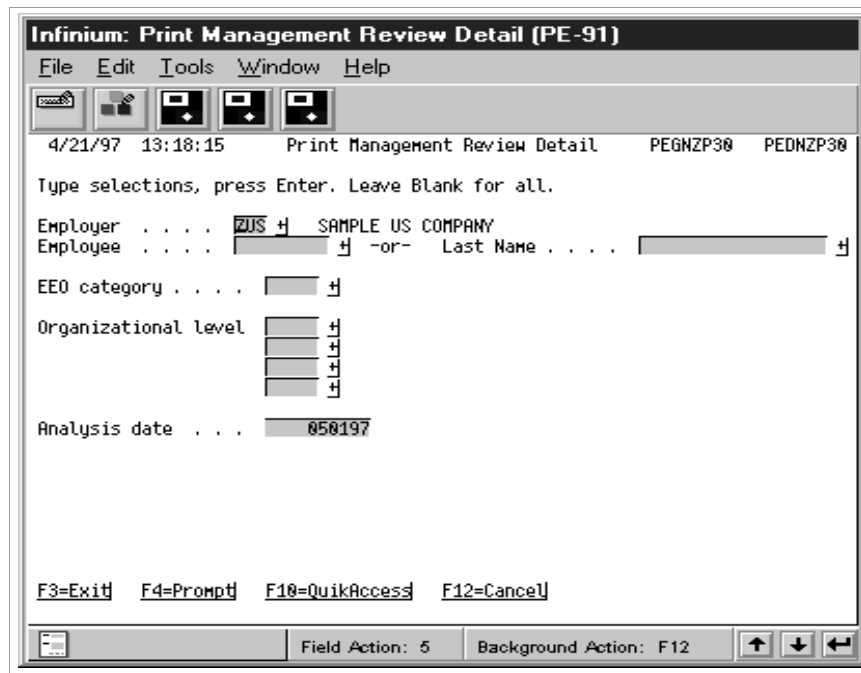 Infinium: Print Management Review Detail (PE-91)
File Edit Tools Window Help
4/21/97 13:18:15 Print Management Review Detail PEGNZP30 PEDNZP30
Type selections, press Enter. Leave Blank for all.
Employer . . . . ZUS + SAMPLE US COMPANY
Employee . . . . + -or- Last Name . . . . +
EEO category . . . . +
Organizational level +
+
+
+
Analysis date . . . 050197
F3=Exit F4=Prompt F10=QuikAccess F12=Cancel
Field Action: 5 Background Action: F12